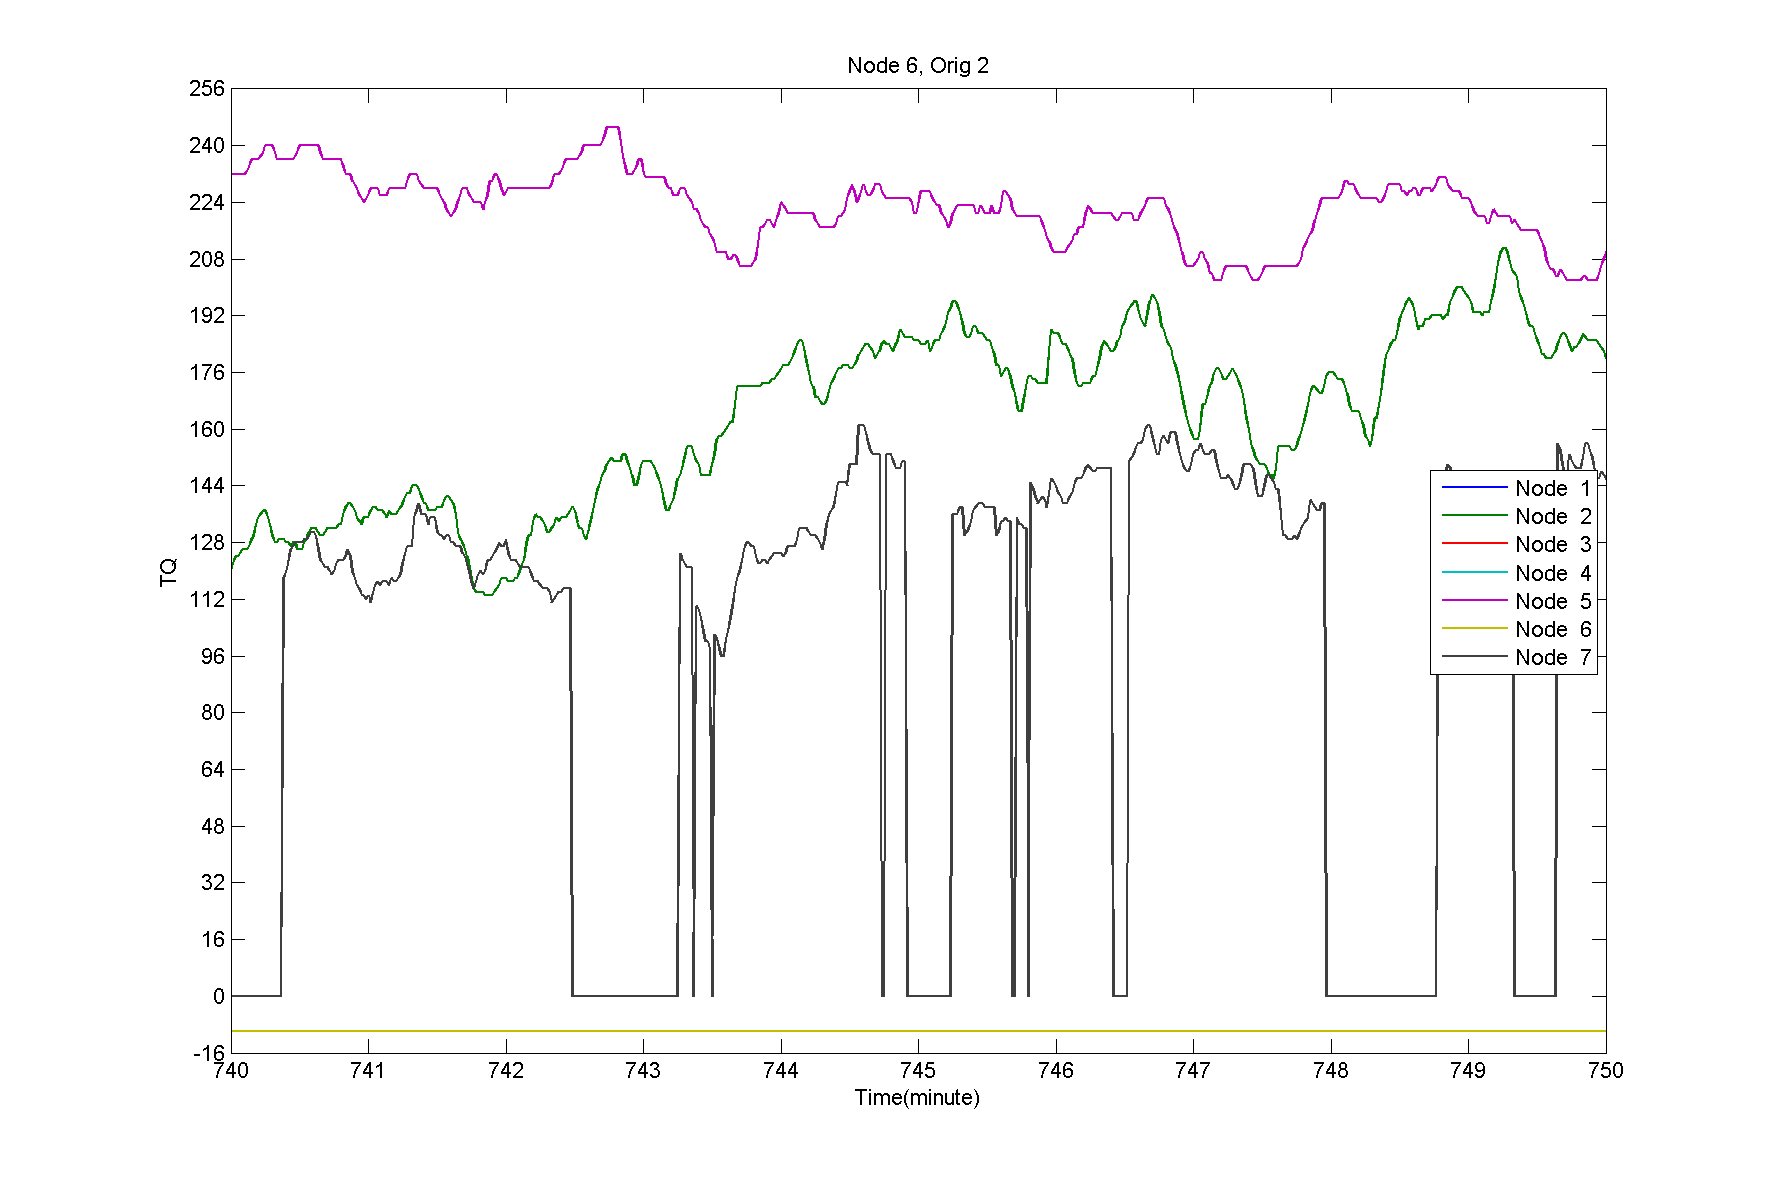 Node 6, Orig 2
256
240
224
208
192
176
160
144
128
112
96
80
64
48
32
16
0
-16
TQ
Node 1
Node 2
Node 3
Node 4
Node 5
Node 6
Node 7
740 741 742 743 744 745 746 747 748 749 750
Time(minute)